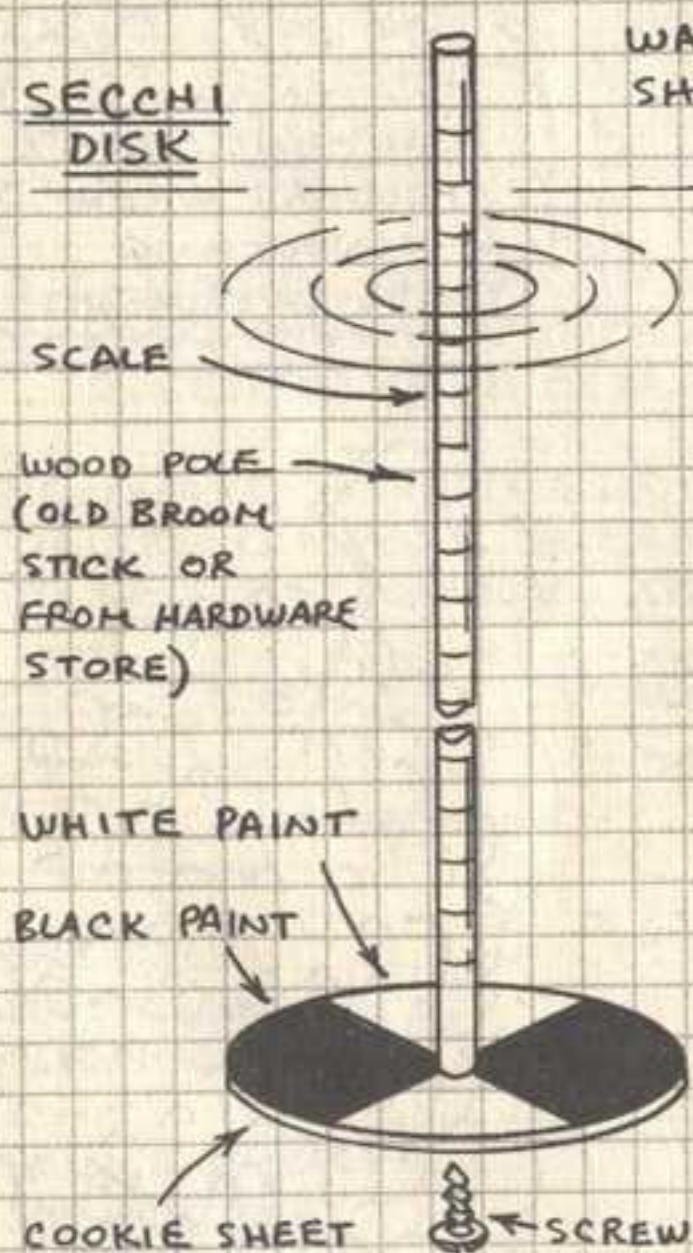 SECCHI
DISK
SCALE
WOOD POLE
(OLD BROOM
STICK OR
FROM HARDWARE
STORE)
WHITE PAINT
BLACK PAINT
COOKIE SHEET
SCREW